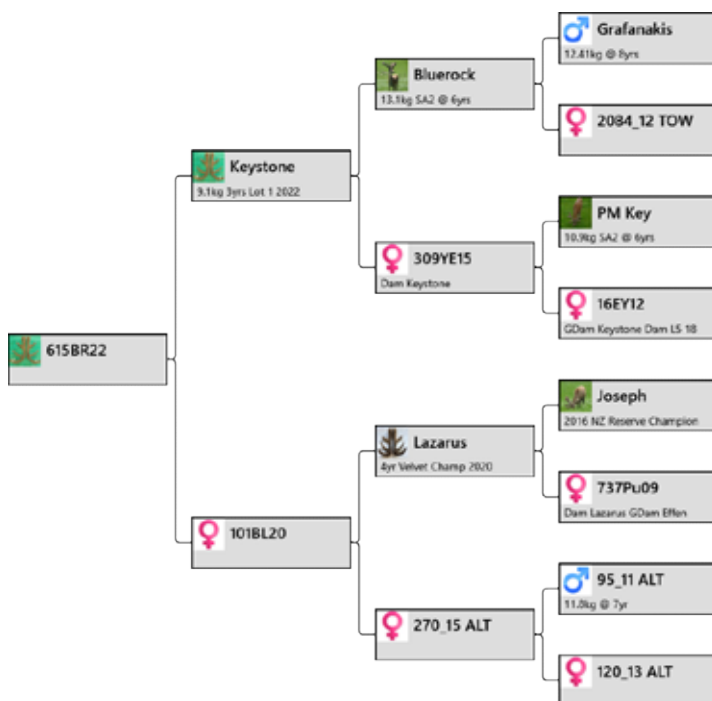 Grafanakis
12.41kg @ 8yrs
Bluerock
13.1kg SA2 @ 6yrs
2084_12 TOW
Keystone
9.1kg 3yrs Lot 1 2022
PM Key
10.9kg SA2 @ 6yrs
309YE15
Dam Keystone
16EY12
GDam Keystone Dam LS 18
615BR22
Joseph
2016 NZ Reserve Champion
Lazarus
4yr Velvet Champ 2020
737Pu09
Dam Lazarus GDam Effen
101BL20
95_11 ALT
11.8kg @ 7yr
270_15 ALT
120_13 ALT